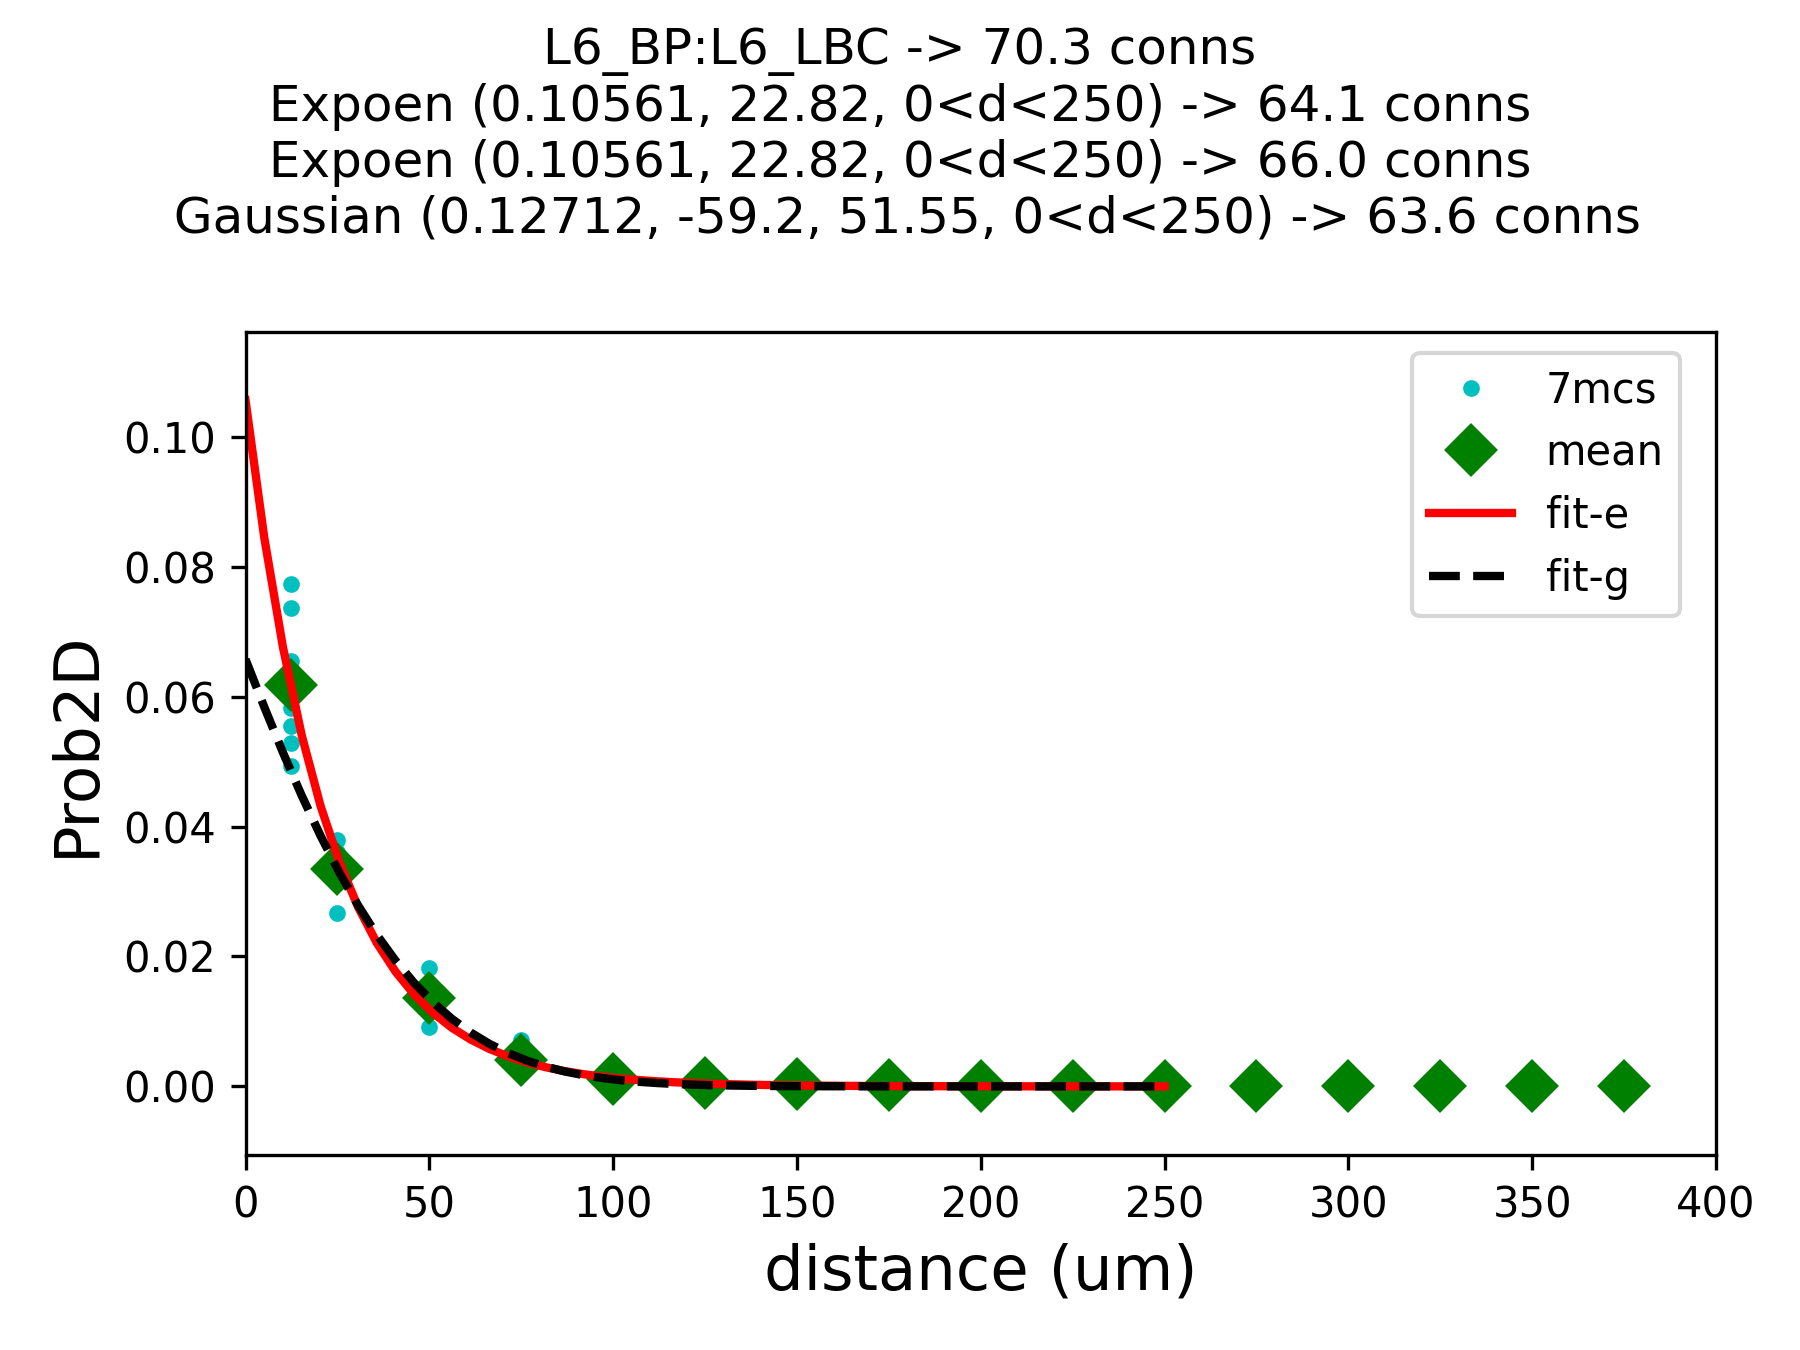 L6_BP:L6_LBC -> 70.3 conns
Expoen (0.10561, 22.82, 0<d<250) -> 64.1 conns
Expoen (0.10561, 22.82, 0<d<250) -> 66.0 conns
Gaussian (0.12712, -59.2, 51.55, 0<d<250) -> 63.6 conns
7mcs
mean
fit-e
fit-g
Prob2D
0.10
0.08
0.06
0.04
0.02
0.00
0 50 100 150 200 250 300 350 400
distance (um)